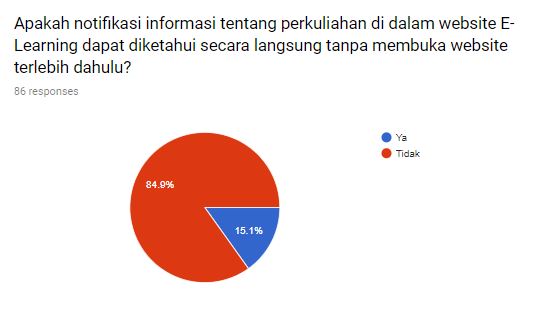 Apakah notifikasi informasi tentang perkuliahan di dalam website E-
Learning dapat diketahui secara langsung tanpa membuka website
terlebih dahulu?
86 responses
Ya
Tidak
84.9%
15.1%